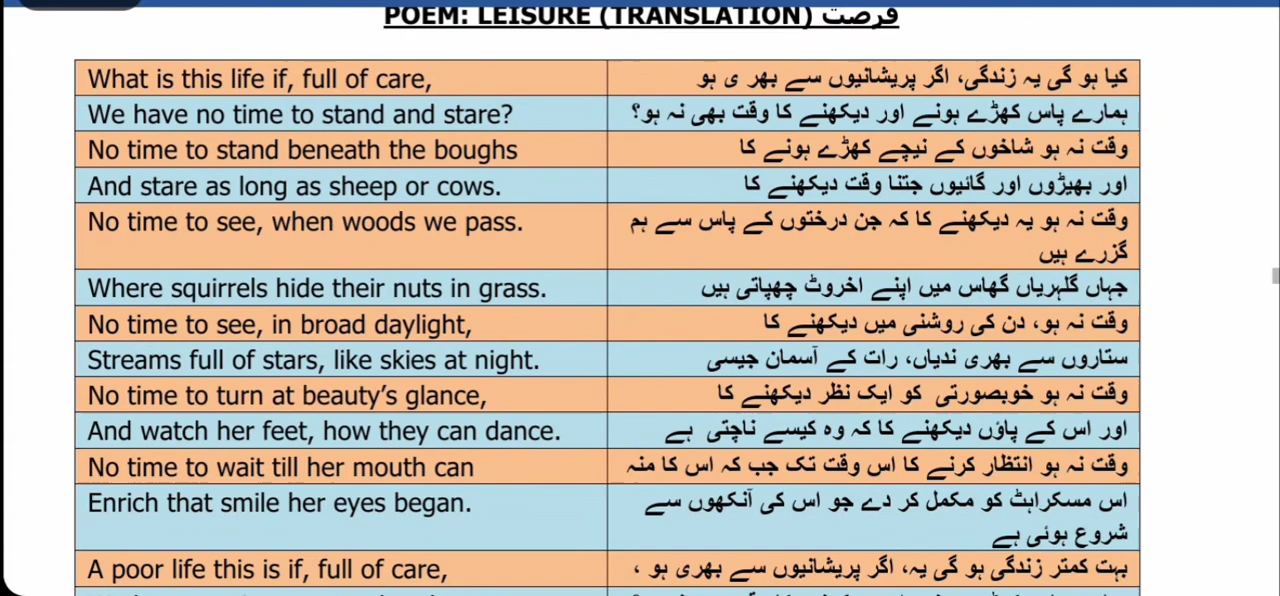 POEM: LEISURE (TRANSLATION) فرصت
What is this life if, full of care,
کیا ہو گی یہ زندگی، اگر پریشانیوں سے بھر ی ہو
We have no time to stand and stare?
ہمارے پاس کھڑے ہونے اور دیکھنے کا وقت بھی نہ ہو؟
No time to stand beneath the boughs
وقت نہ ہو شاخوں کے نیچے کھڑے ہونے کا
And stare as long as sheep or cows.
اور بھیڑوں اور گائیوں جتنا وقت دیکھنے کا
No time to see, when woods we pass.
وقت نہ ہو یہ دیکھنے کا کہ جن درختوں کے پاس سے ہم
گزرے ہیں
Where squirrels hide their nuts in grass.
جہاں گلہریاں گھاس میں اپنے اخروٹ چھپاتی ہیں
No time to see, in broad daylight,
وقت نہ ہو، دن کی روشنی میں دیکھنے کا
Streams full of stars, like skies at night.
ستاروں سے بھری ندیاں، رات کے آسمان جیسی
No time to turn at beauty’s glance,
وقت نہ ہو خوبصورتی کو ایک نظر دیکھنے کا
And watch her feet, how they can dance.
اور اس کے پاؤں دیکھنے کا کہ وہ کیسے ناچتی ہے
No time to wait till her mouth can
وقت نہ ہو انتظار کرنے کا اس وقت تک جب کہ اس کا منہ
Enrich that smile her eyes began.
اس مسکراہٹ کو مکمل کر دے جو اس کی آنکھوں سے
شروع ہوئی ہے
A poor life this is if, full of care,
بہت کمتر زندگی ہو گی یہ، اگر پریشانیوں سے بھری ہو ،